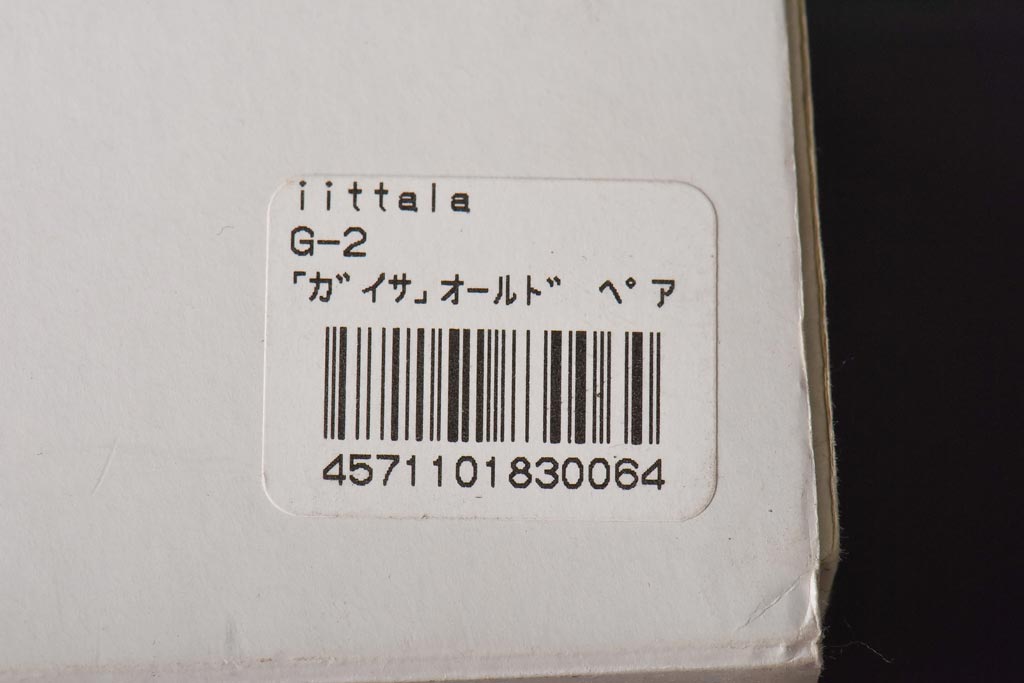 iittala
G-2
｢ｶﾞｲｻ｣ｵｰﾙﾄﾞ ﾍﾟｱ
4571101830064